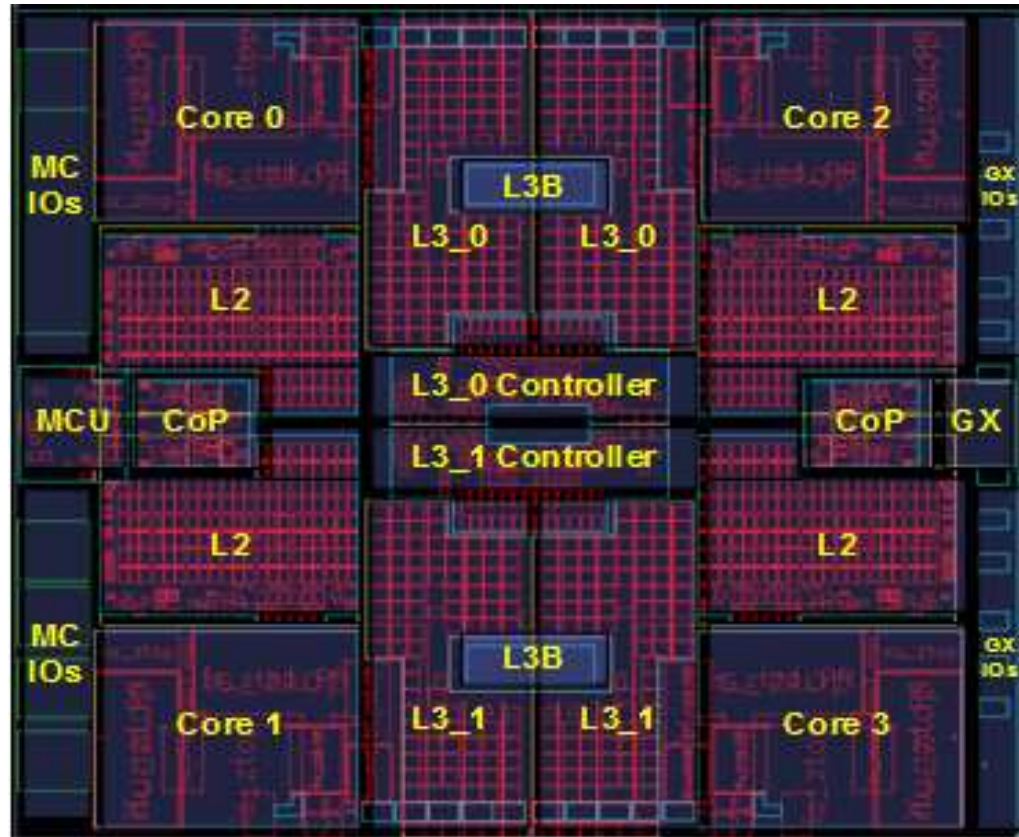 Core 0
Core 2
MC
IOs
GX
IOs
L3B
L3_0
L3_0
L2
L2
L3_0 Controller
MCU
CoP
CoP
GX
L3_1 Controller
L2
L2
MC
IOs
L3B
GX
IOs
Core 1
L3_1
L3_1
Core 3